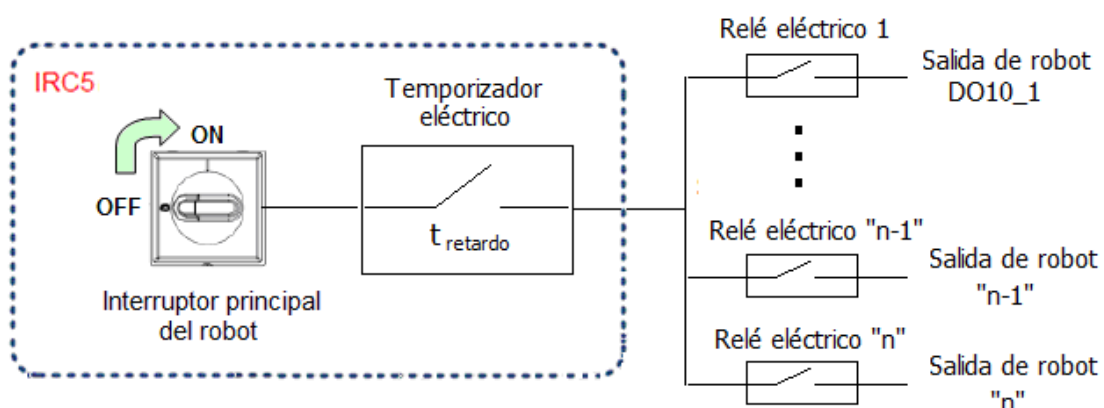 IRC5
ON
OFF
Interruptor principal
del robot
Temporizador
eléctrico
t retardo
Relé eléctrico 1
Salida de robot
DO10_1
Relé eléctrico "n-1"
Salida de robot
"n-1"
Relé eléctrico "n"
Salida de robot
"n"